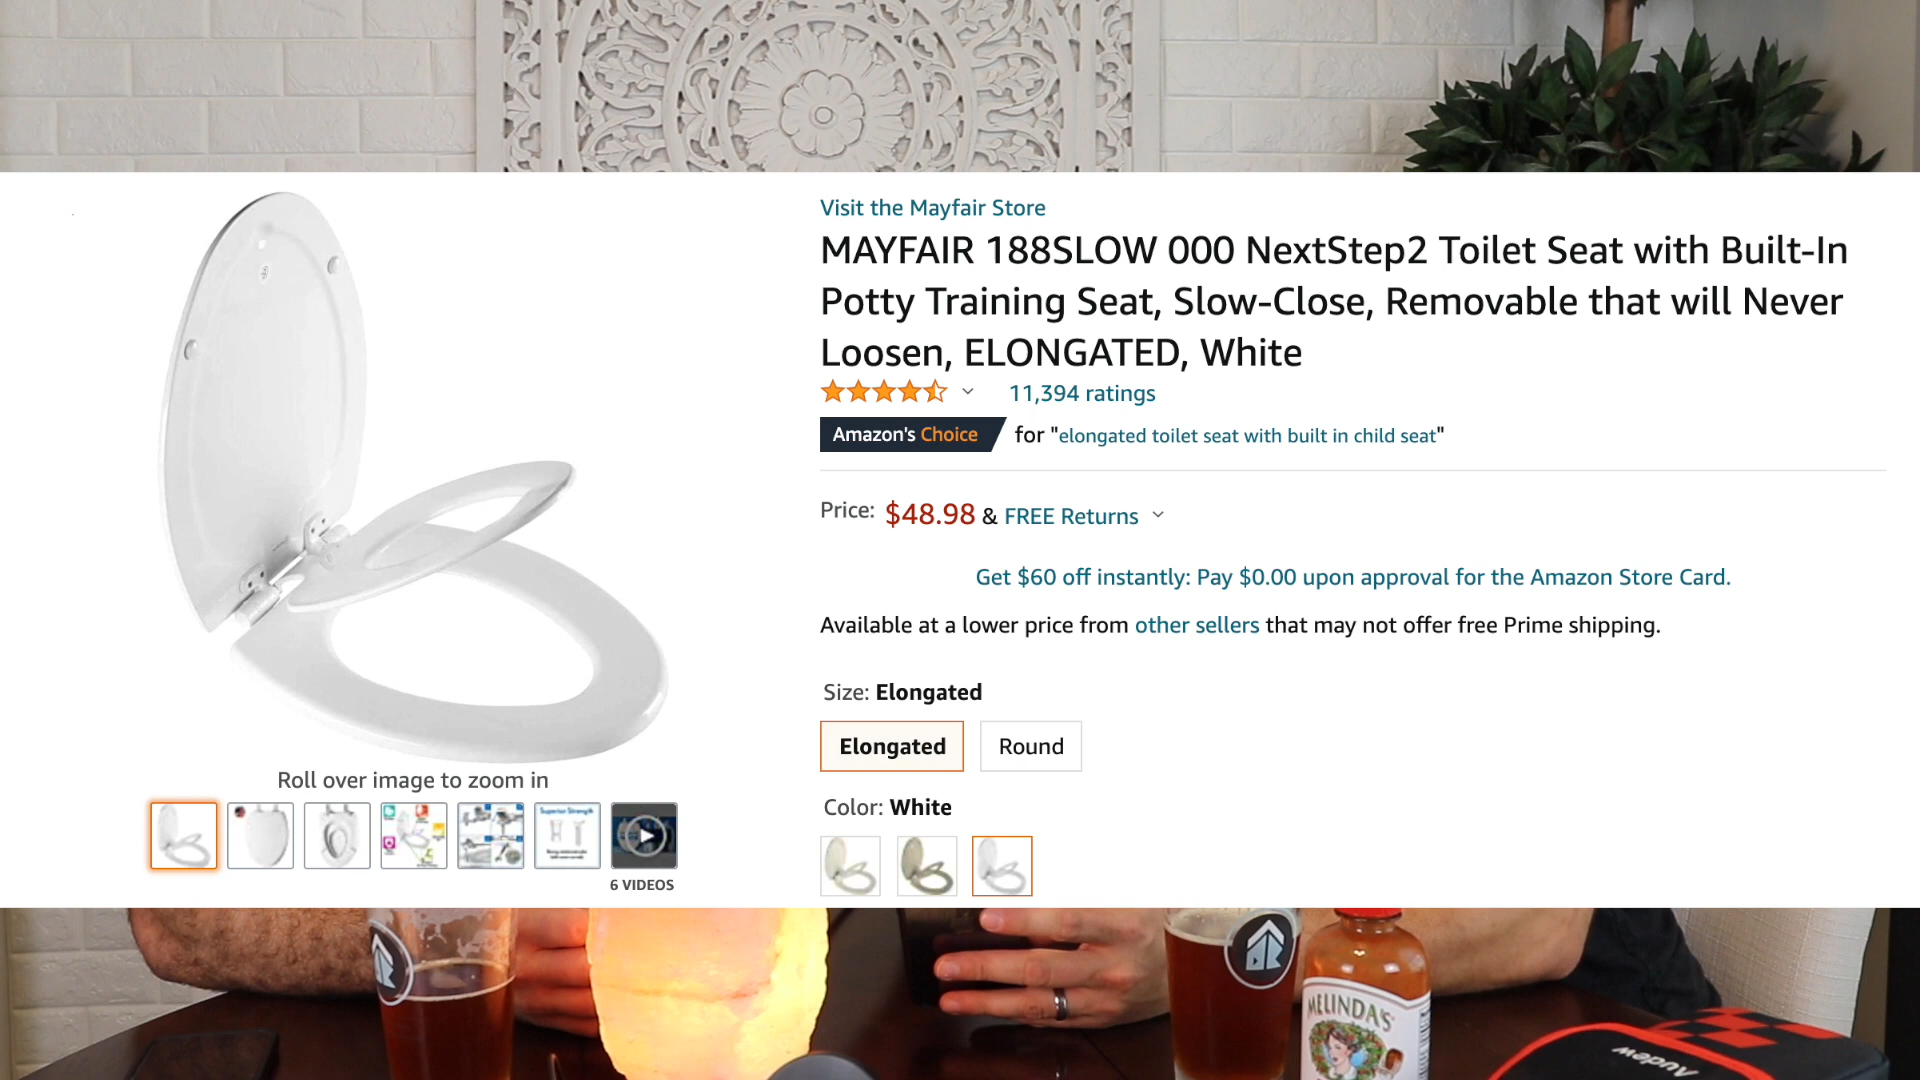 Visit the Mayfair Store
MAYFAIR 188SLOW 000 NextStep2 Toilet Seat with Built-In
Potty Training Seat, Slow-Close, Removable that will Never
Loosen, ELONGATED, White
11,394 ratings
Amazon's Choice for "elongated toilet seat with built in child seat"
Price: $48.98 & FREE Returns
Get $60 off instantly: Pay $0.00 upon approval for the Amazon Store Card.
Available at a lower price from other sellers that may not offer free Prime shipping.
Size: Elongated
Elongated Round
Color: White
Roll over image to zoom in
Superior Strength
6 VIDEOS
MELINDA'S
Audew